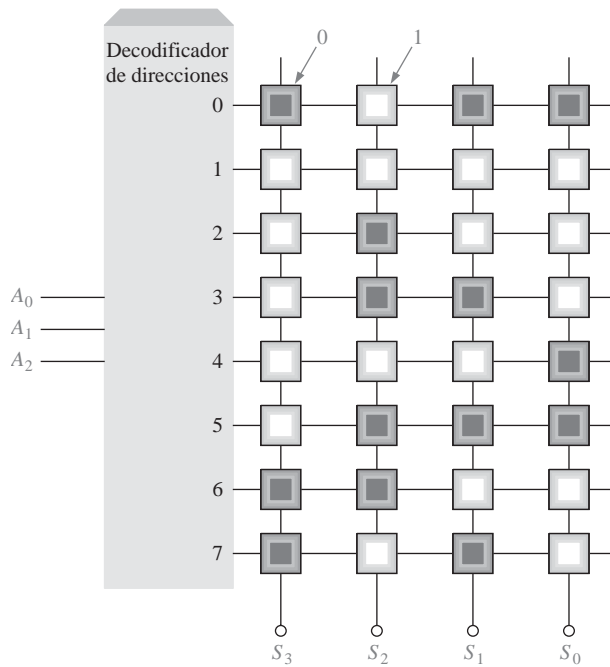 0 1
Decodificador
de direcciones
0
1
2
A0 3
A1
A2 4
5
6
7
S3 S2 S1 S0